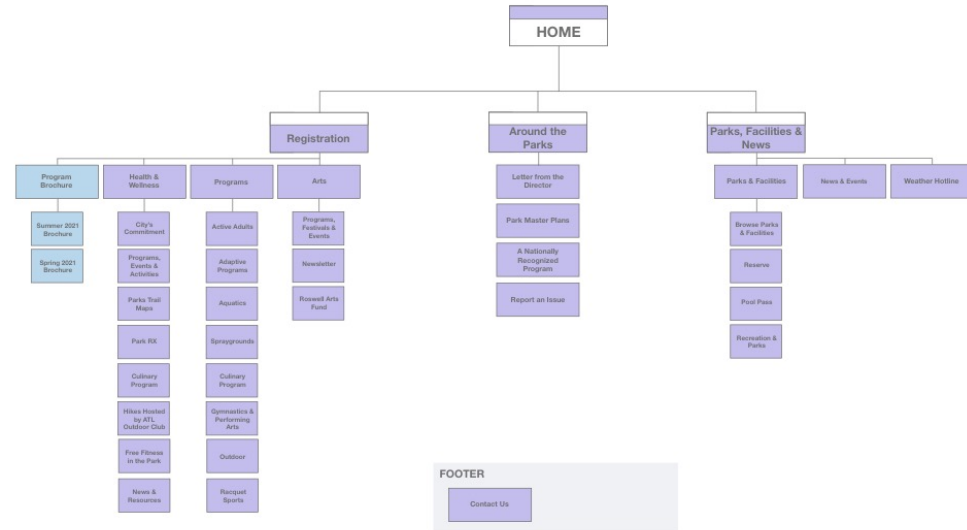 HOME
Registration
Around the
Parks
Parks, Facilities &
News
Program
Brochure
Health &
Wellness
Programs
Arts
Letter from the
Director
Parks & Facilities
News & Events
Weather Hotline
Summer 2021
Brochure
City's
Commitment
Active Adults
Programs,
Festivals &
Events
Park Master Plans
Browse Parks
& Facilities
Spring 2021
Brochure
Programs,
Events &
Activities
Adaptive
Programs
Newsletter
A Nationally
Recognized
Program
Reserve
Parks Trail
Maps
Aquatics
Roswell Arts
Fund
Report an Issue
Pool Pass
Park RX
Spraygrounds
Recreation &
Parks
Culinary
Program
Culinary
Program
Hikes Hosted
by ATL
Outdoor Club
Gymnastics &
Performing
Arts
Free Fitness
in the Park
Outdoor
News &
Resources
Racquet
Sports
FOOTER
Contact Us